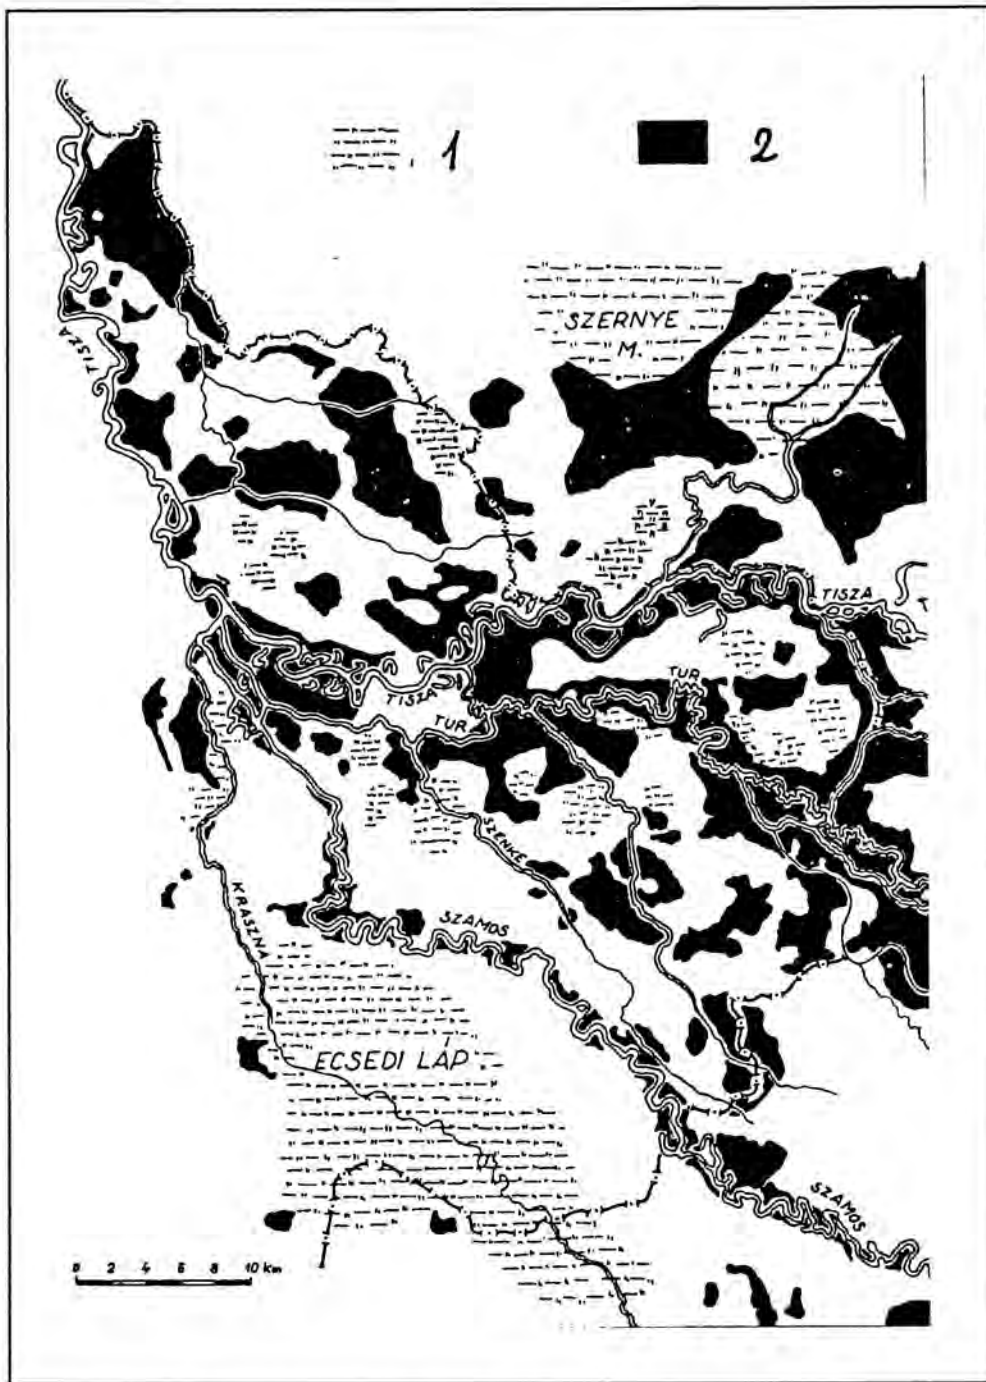 1
2
SZERNYE
M.
TISZA
TISZA
TISZA
TUR
TUR
SZENKE
KRASZNA
SZAMOS
ECSEDI LÁP
SZAMOS
0 2 4 6 8 10 km